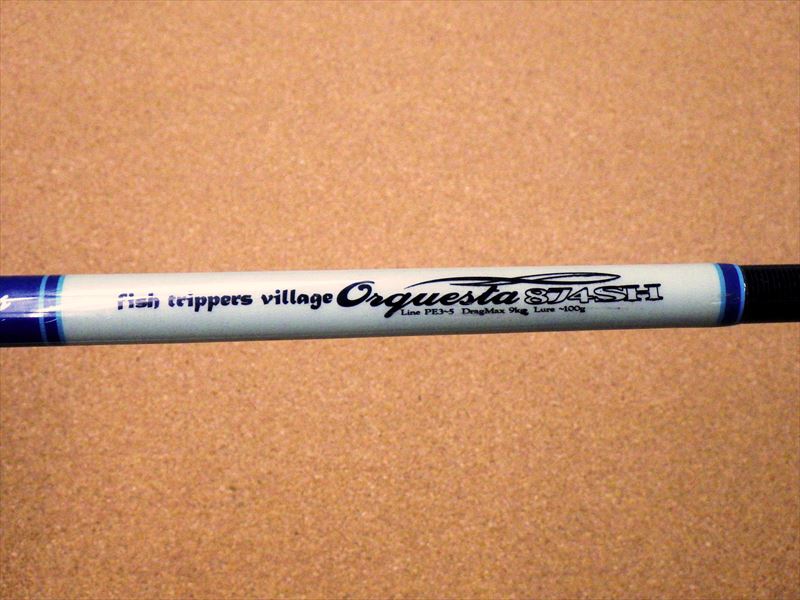 fish trippers village Orquesta 874SH
Line PE3~5 DragMax 9kg, Lure ~100g